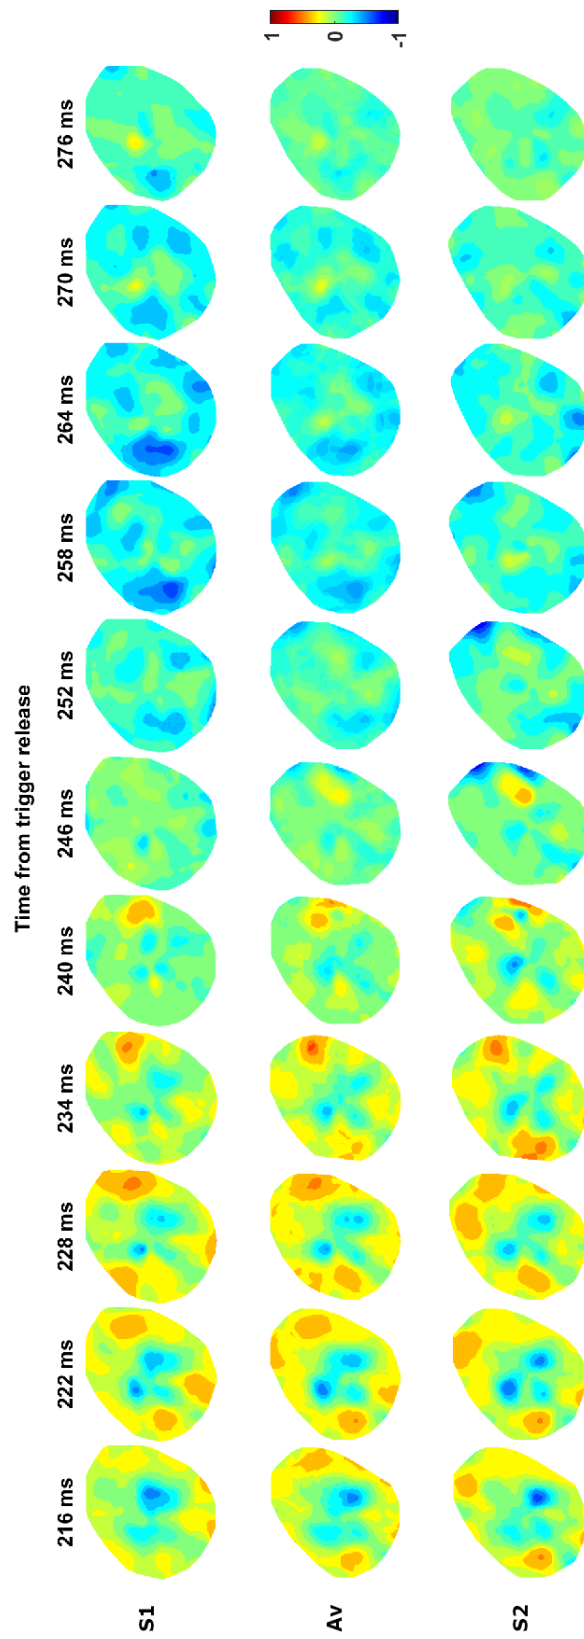 Time from trigger release
216 ms 222 ms 228 ms 234 ms 240 ms 246 ms 252 ms 258 ms 264 ms 270 ms 276 ms
S1
Av
S2
1
0
-1